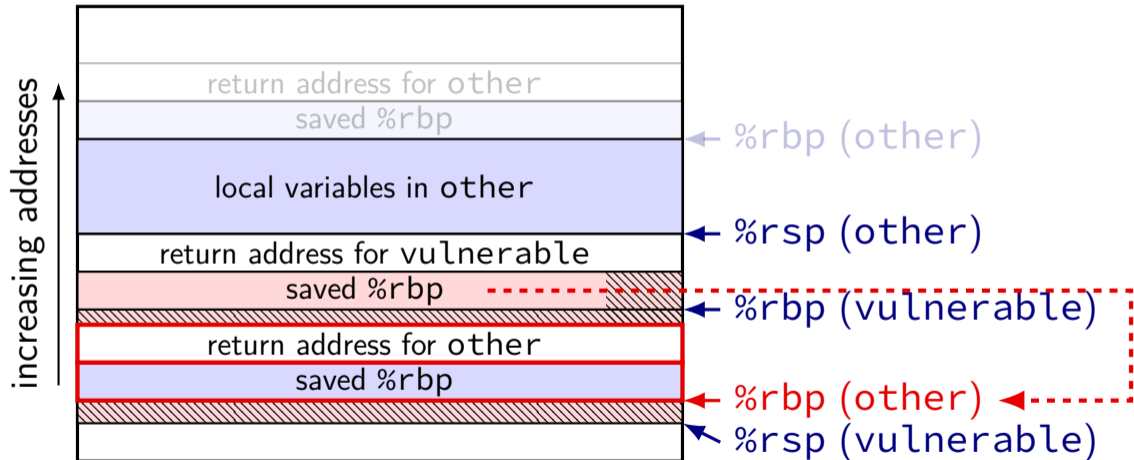 increasing addresses
return address for other
saved %rbp
%rbp (other)
local variables in other
%rsp (other)
return address for vulnerable
saved %rbp
%rbp (vulnerable)
return address for other
saved %rbp
%rbp (other)
%rsp (vulnerable)